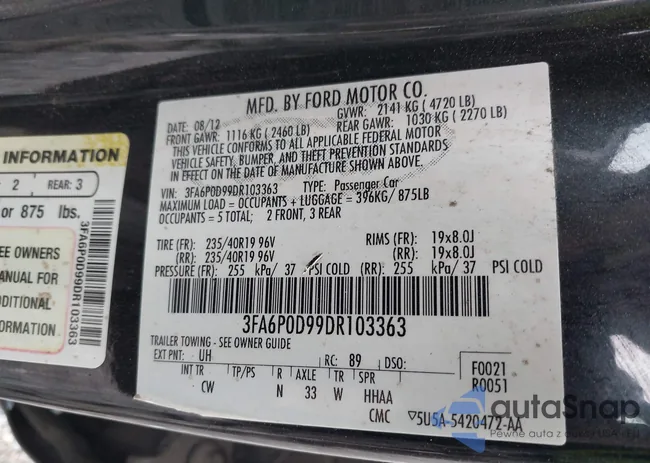 INFORMATION
2 REAR: 3
or 875 lbs.
EE OWNERS
MANUAL FOR
DDITIONAL
FORMATION
3FA6P0D99DR103363
MFD. BY FORD MOTOR CO.
DATE: 08/12 GVWR: 2141 KG ( 4720 LB)
FRONT GAWR: 1116 KG ( 2460 LB) REAR GAWR: 1030 KG ( 2270 LB)
THIS VEHICLE CONFORMS TO ALL APPLICABLE FEDERAL MOTOR
VEHICLE SAFETY, BUMPER, AND THEFT PREVENTION STANDARDS
IN EFFECT ON THE DATE OF MANUFACTURE SHOWN ABOVE.
VIN: 3FA6P0D99DR103363 TYPE: Passenger Car
MAXIMUM LOAD = OCCUPANTS + LUGGAGE = 396KG/ 875LB
OCCUPANTS = 5 TOTAL; 2 FRONT, 3 REAR
TIRE (FR): 235/40R19 96V RIMS (FR): 19x8.0J
(RR): 235/40R19 96V (RR): 19x8.0J
PRESSURE (FR): 255 kPa/ 37 PSI COLD (RR): 255 kPa/ 37 PSI COLD
3FA6P0D99DR103363
TRAILER TOWING - SEE OWNER GUIDE
EXT PNT: UH RC: 89 DSO: F0021
INT TR TP/PS R AXLE TR SPR R0051
CW N 33 W HHAA
CMC ▽5U5A-5420472-AA
autoSnap
Pewne auta z USA